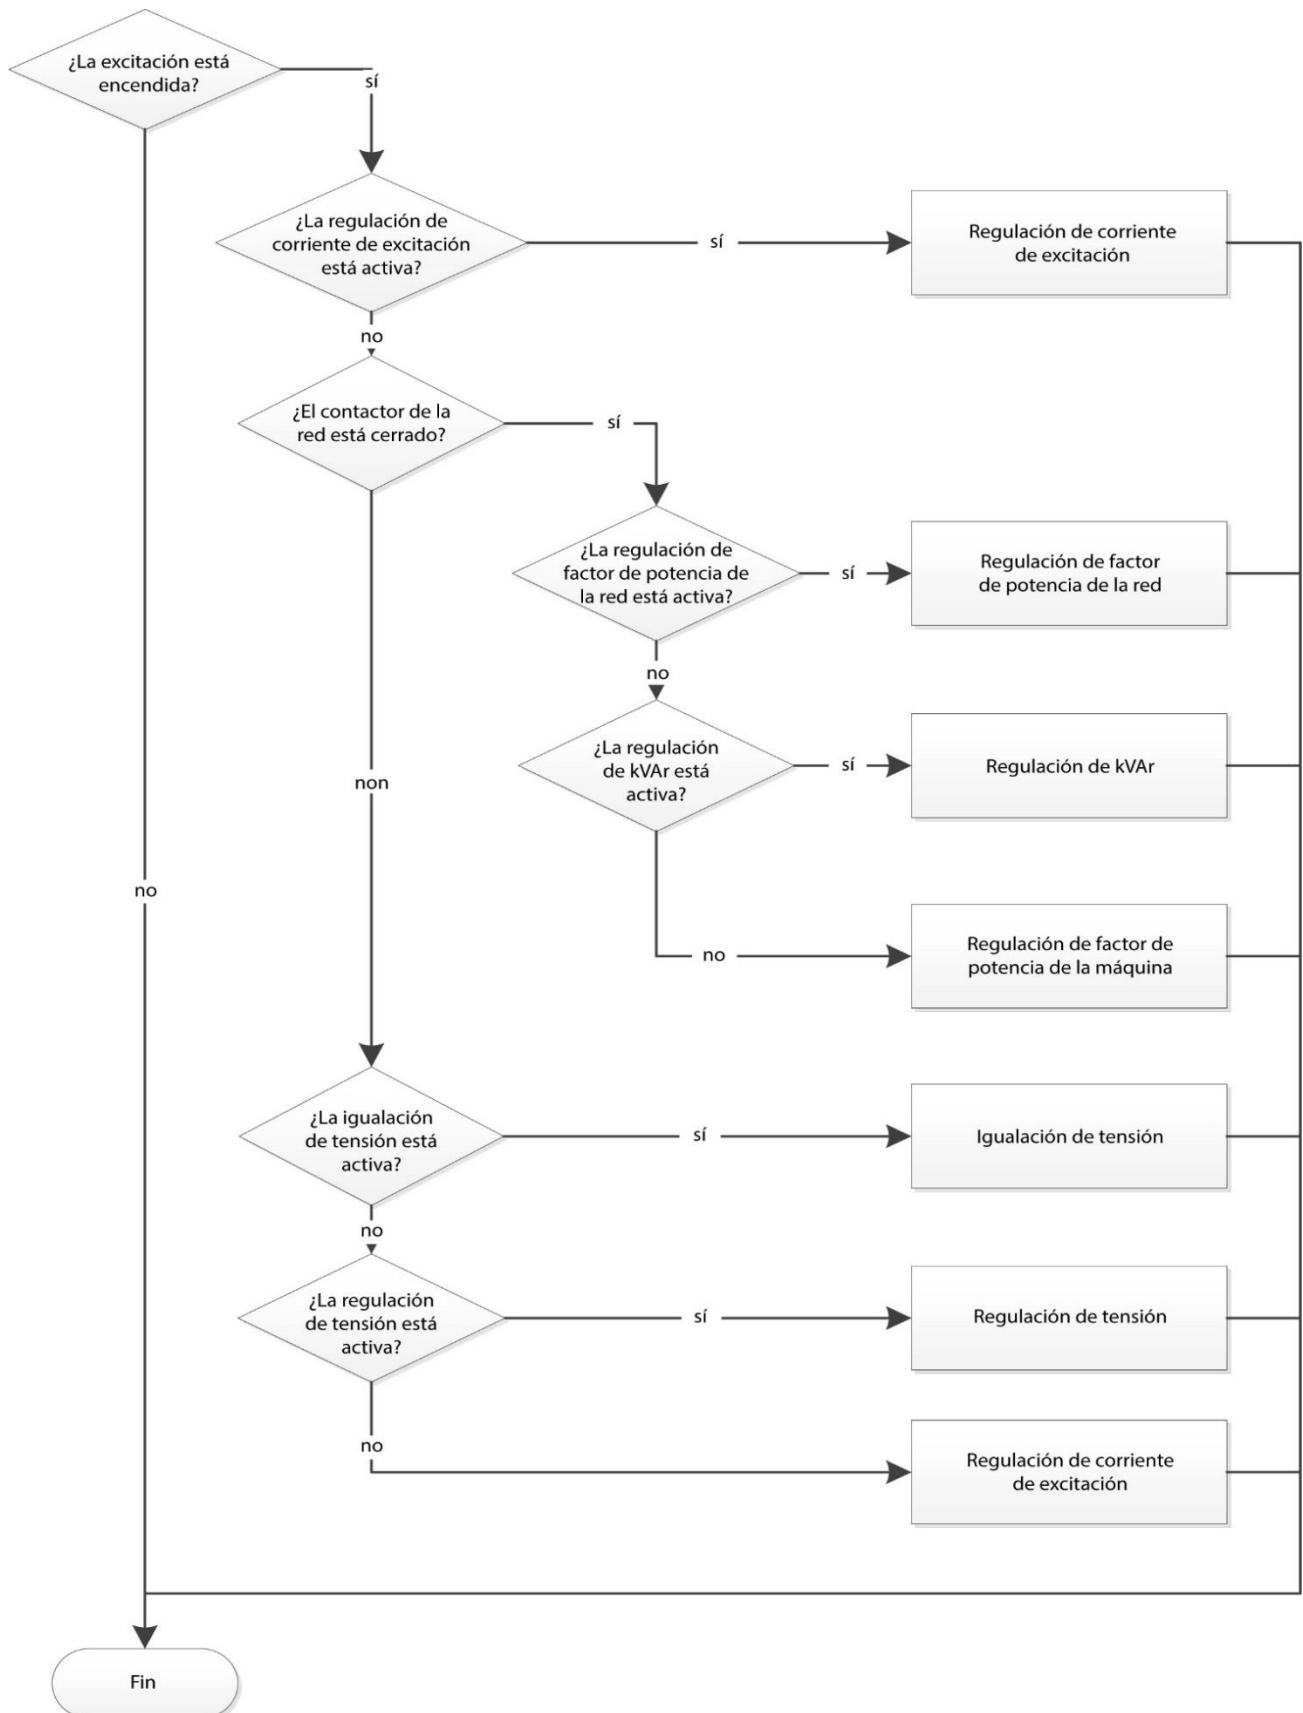 ¿La excitación está
encendida?
sí
¿La regulación de
corriente de excitación
está activa?
sí
Regulación de corriente
de excitación
no
¿El contactor de la
red está cerrado?
sí
¿La regulación de
factor de potencia de
la red está activa?
sí
Regulación de factor
de potencia de la red
no
¿La regulación
de kVAr está
activa?
sí
Regulación de kVAr
non
no
no
Regulación de factor de
potencia de la máquina
¿La igualación
de tensión está
activa?
sí
Igualación de tensión
no
¿La regulación
de tensión está
activa?
sí
Regulación de tensión
no
Regulación de corriente
de excitación
Fin